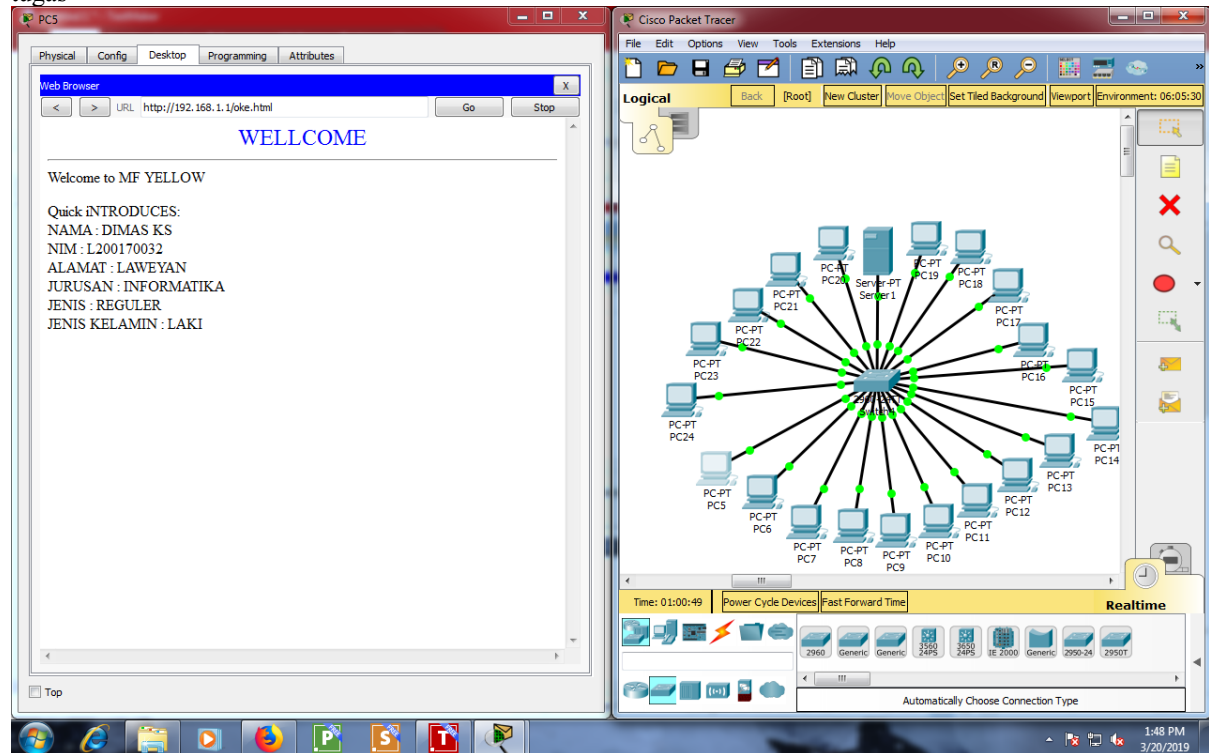 tugas
PC5
Physical Config Desktop Programming Attributes
Web Browser X
< > URL http://192.168.1.1/oke.html Go Stop
WELLCOME
Welcome to MF YELLOW
Quick iNTRODUCES:
NAMA : DIMAS KS
NIM : L200170032
ALAMAT : LAWEYAN
JURUSAN : INFORMATIKA
JENIS : REGULER
JENIS KELAMIN : LAKI
Top
Cisco Packet Tracer
File Edit Options View Tools Extensions Help
Logical Back [Root] New Cluster Move Object Set Tiled Background Viewport Environment: 06:05:30
PC-PT
PC20
Server-PT
Server1
PC-PT
PC19
PC-PT
PC18
PC-PT
PC21
PC-PT
PC17
PC-PT
PC22
PC-PT
PC16
PC-PT
PC23
PC-PT
PC15
PC-PT
PC24
PC-PT
PC14
PC-PT
PC13
PC-PT
PC5
PC-PT
PC12
PC-PT
PC6
PC-PT
PC11
PC-PT
PC7
PC-PT
PC8
PC-PT
PC9
PC-PT
PC10
Time: 01:00:49 Power Cycle Devices Fast Forward Time Realtime
2960 Generic Generic 3560 24PS 3650 24PS IE 2000 Generic 2950-24 2950T
Automatically Choose Connection Type
1:48 PM
3/20/2019